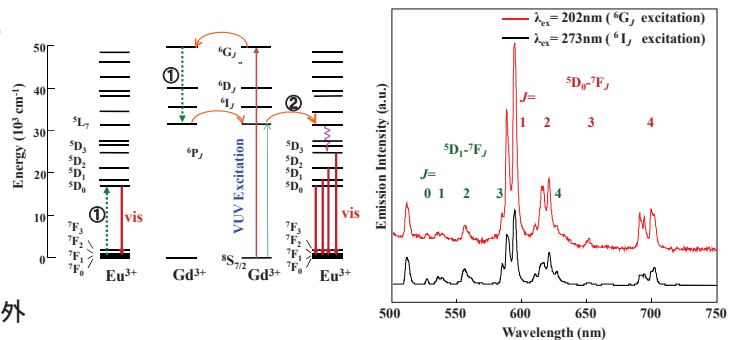 Energy (10³ cm⁻¹)
50
40
30
20
10
0
⁵L₇
⁵D₃
⁵D₂
⁵D₁
⁵D₀
⁷F₃
⁷F₂
⁷F₁
⁷F₀
①
vis
Eu³⁺
①
⁶G_J
⁶D_J
⁶I_J
⁶P_J
Gd³⁺
VUV Excitation
⁸S₇/₂
Gd³⁺
②
⁵D₃
⁵D₂
⁵D₁
⁵D₀
⁷F₃
⁷F₂
⁷F₁
⁷F₀
vis
Eu³⁺
外
Emission Intensity (a.u.)
λex= 202nm ( ⁶G_J excitation)
λex= 273nm ( ⁶I_J excitation)
J=
⁵D₀-⁷F_J
1 2 3 4
⁵D₁-⁷F_J
J=
0 1 2 3 4
500 550 600 650 700 750
Wavelength (nm)